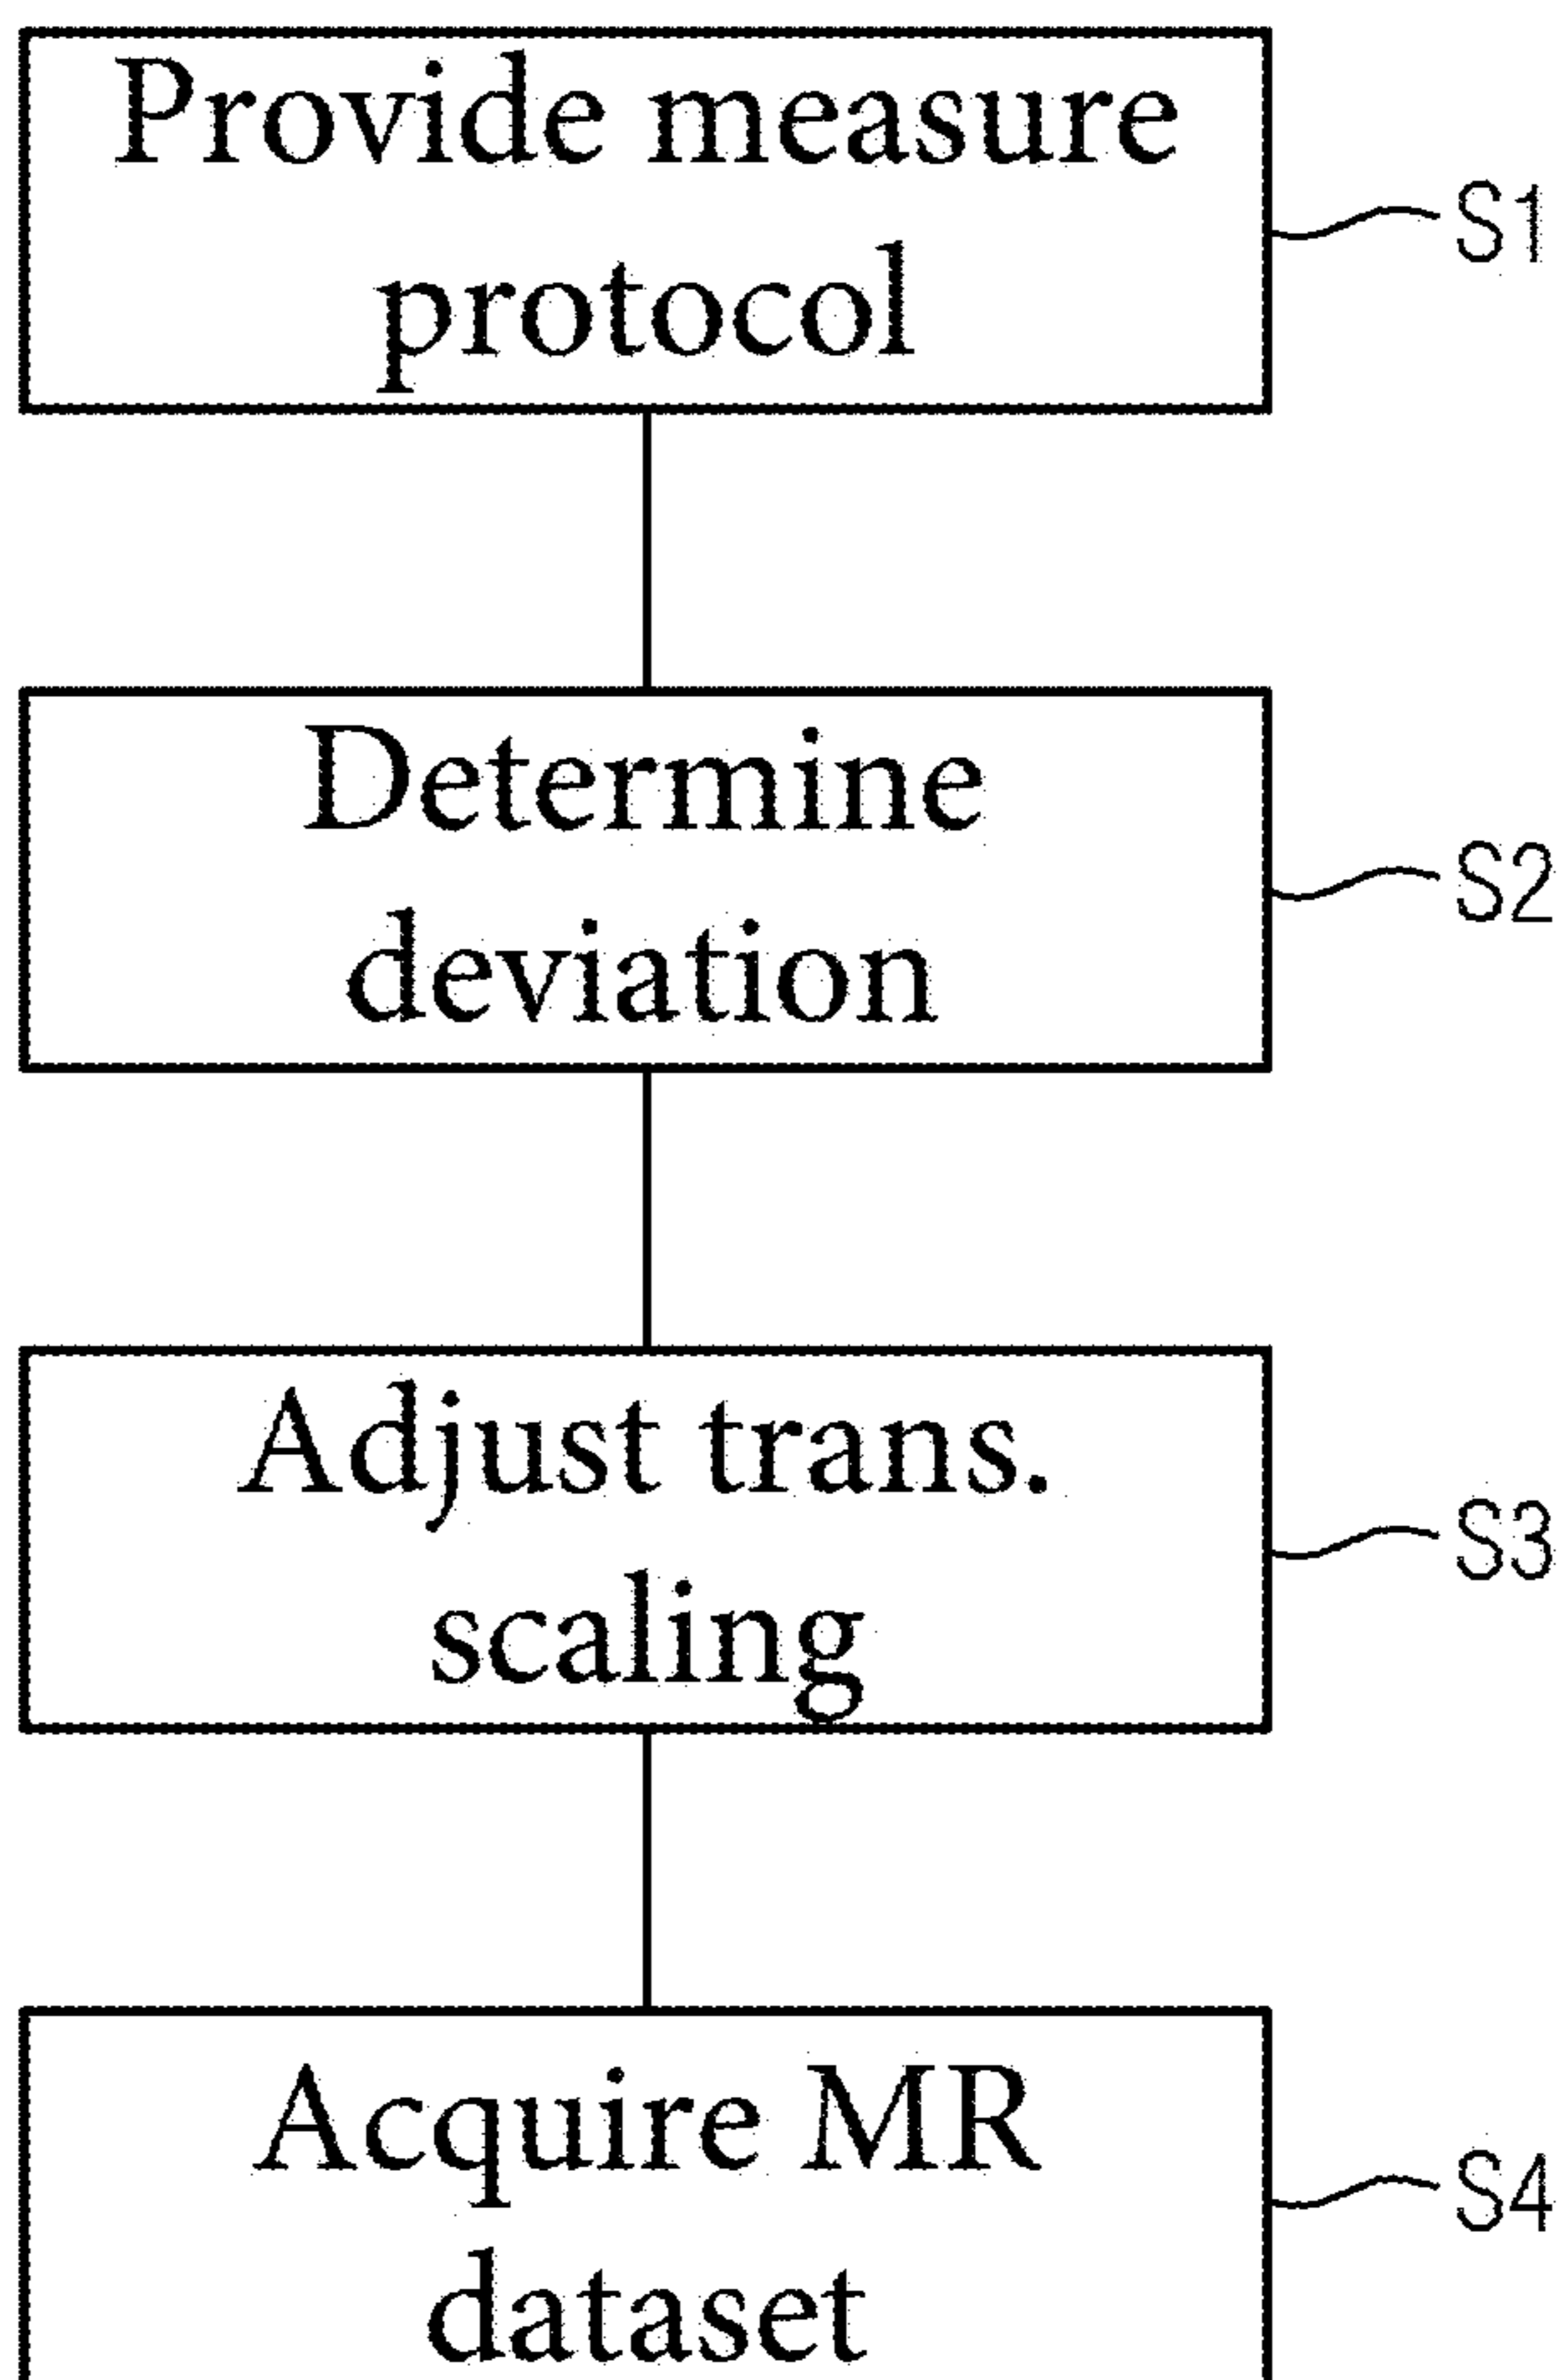 Provide measure
protocol
S1
Determine
deviation
S2
Adjust trans.
scaling
S3
Acquire MR
dataset
S4